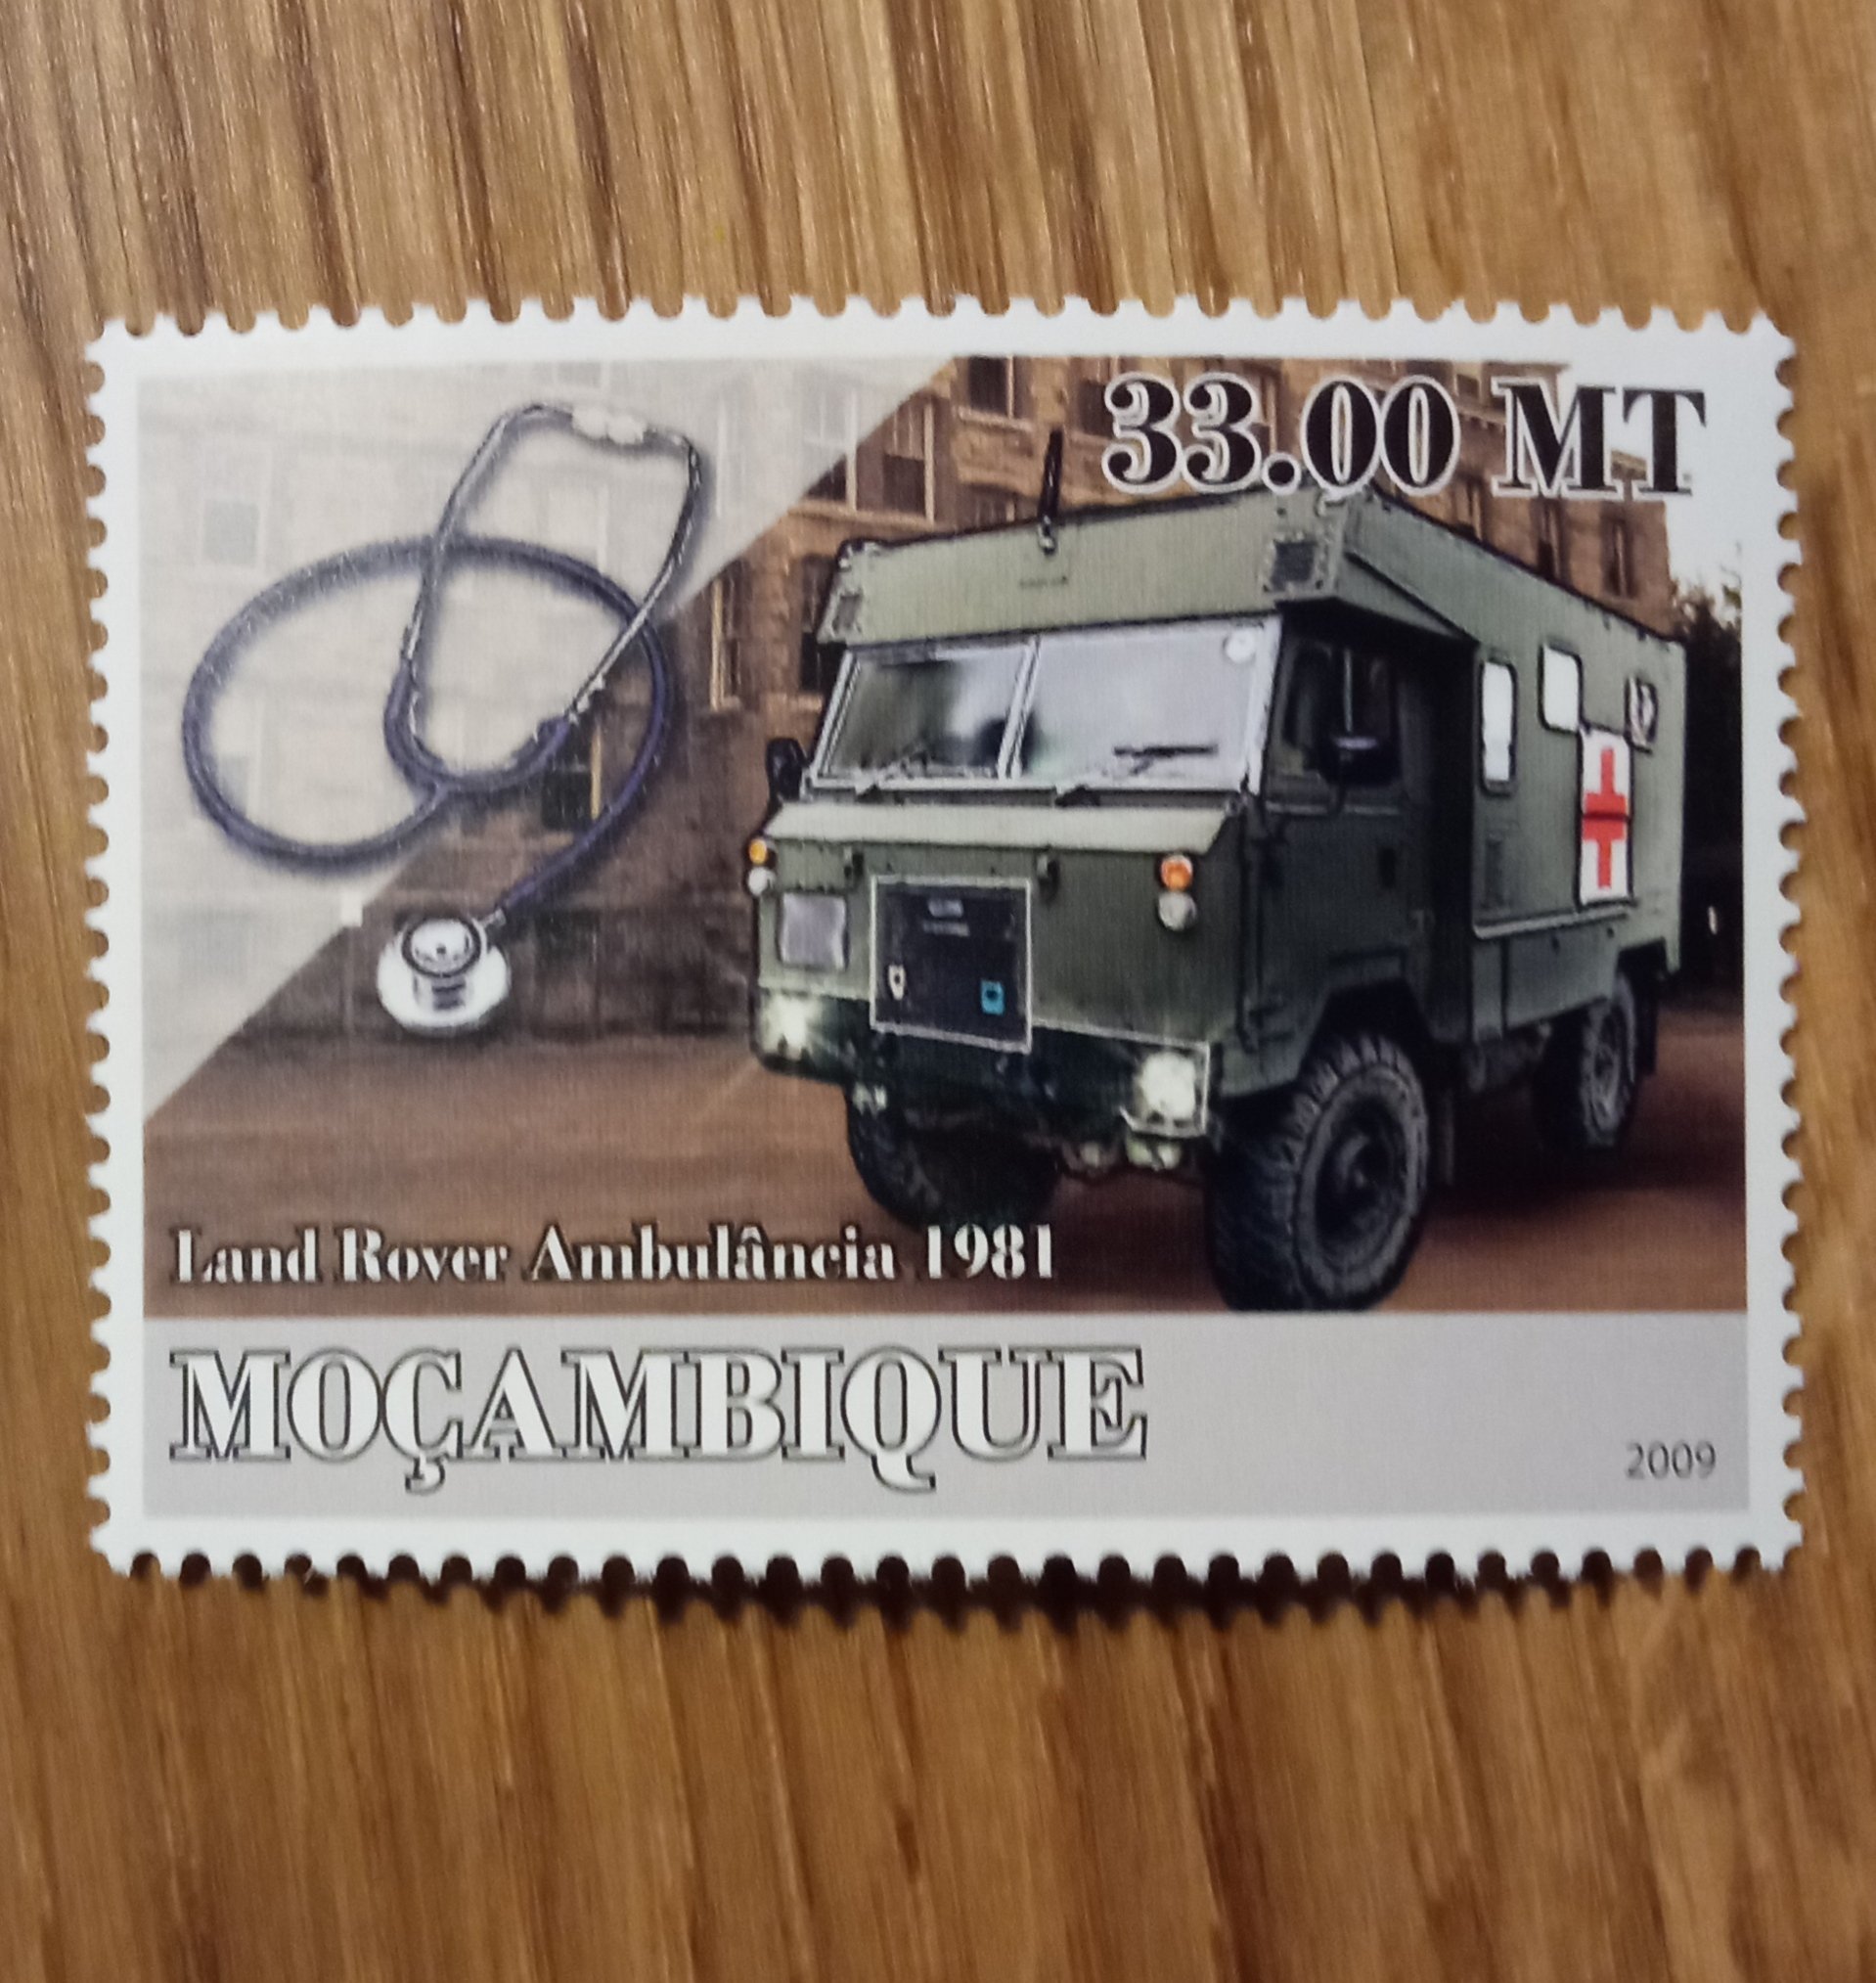 33.00 MT
Land Rover Ambulância 1981
MOÇAMBIQUE
2009